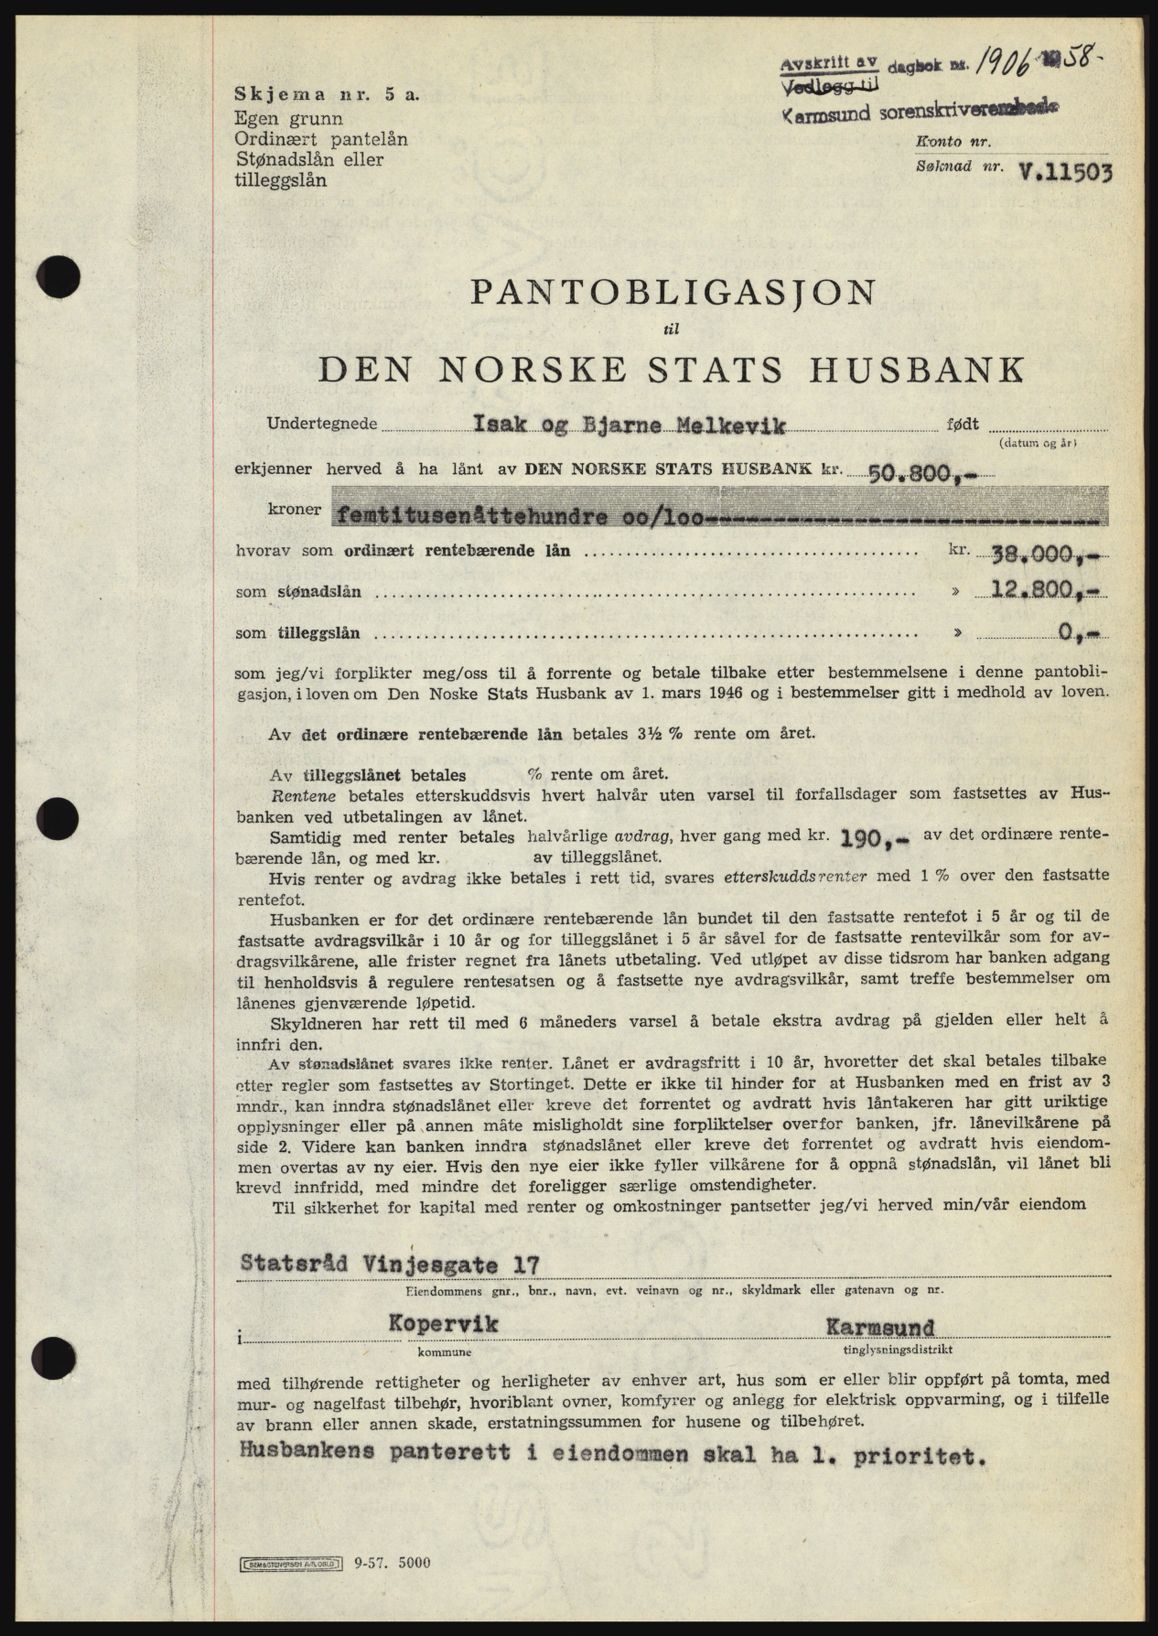 Avskrift av dagbok nr. 1906 1958-
Vedlegg til
Karmsund sorenskriverembede
Skjema nr. 5 a.
Egen grunn
Ordinært pantelån
Stønadslån eller
tilleggslån
Konto nr.
Søknad nr. V.11503
PANTOBLIGASJON
til
DEN NORSKE STATS HUSBANK
Undertegnede Isak og Bjarne Melkevik født
(datum og år)
erkjenner herved å ha lånt av DEN NORSKE STATS HUSBANK kr. 50.800,-
kroner femtitusenåttehundre oo/1oo----------------------------------
hvorav som ordinært rentebærende lån ........................................ kr. 38.000,-
som stønadslån ........................................ » 12.800,-
som tilleggslån ........................................ » 0,-
som jeg/vi forplikter meg/oss til å forrente og betale tilbake etter bestemmelsene i denne pantobli-
gasjon, i loven om Den Noske Stats Husbank av 1. mars 1946 og i bestemmelser gitt i medhold av loven.
Av det ordinære rentebærende lån betales 3½ % rente om året.
Av tilleggslånet betales % rente om året.
Rentene betales etterskuddsvis hvert halvår uten varsel til forfallsdager som fastsettes av Hus-
banken ved utbetalingen av lånet.
Samtidig med renter betales halvårlige avdrag, hver gang med kr. 190,- av det ordinære rente-
bærende lån, og med kr. av tilleggslånet.
Hvis renter og avdrag ikke betales i rett tid, svares etterskuddsrenter med 1 % over den fastsatte
rentefot.
Husbanken er for det ordinære rentebærende lån bundet til den fastsatte rentefot i 5 år og til de
fastsatte avdragsvilkår i 10 år og for tilleggslånet i 5 år såvel for de fastsatte rentevilkår som for av-
dragsvilkårene, alle frister regnet fra lånets utbetaling. Ved utløpet av disse tidsrom har banken adgang
til henholdsvis å regulere rentesatsen og å fastsette nye avdragsvilkår, samt treffe bestemmelser om
lånenes gjenværende løpetid.
Skyldneren har rett til med 6 måneders varsel å betale ekstra avdrag på gjelden eller helt å
innfri den.
Av stønadslånet svares ikke renter. Lånet er avdragsfritt i 10 år, hvoretter det skal betales tilbake
etter regler som fastsettes av Stortinget. Dette er ikke til hinder for at Husbanken med en frist av 3
mndr., kan inndra stønadslånet eller kreve det forrentet og avdratt hvis låntakeren har gitt uriktige
opplysninger eller på annen måte misligholdt sine forpliktelser overfor banken, jfr. lånevilkårene på
side 2. Videre kan banken inndra stønadslånet eller kreve det forrentet og avdratt hvis eiendom-
men overtas av ny eier. Hvis den nye eier ikke fyller vilkårene for å oppnå stønadslån, vil lånet bli
krevd innfridd, med mindre det foreligger særlige omstendigheter.
Til sikkerhet for kapital med renter og omkostninger pantsetter jeg/vi herved min/vår eiendom
Statsråd Vinjesgate 17
Eiendommens gnr., bnr., navn, evt. veinavn og nr., skyldmark eller gatenavn og nr.
i Kopervik Karmsund
kommune tinglysningsdistrikt
med tilhørende rettigheter og herligheter av enhver art, hus som er eller blir oppført på tomta, med
mur- og nagelfast tilbehør, hvoriblant ovner, komfyrer og anlegg for elektrisk oppvarming, og i tilfelle
av brann eller annen skade, erstatningssummen for husene og tilbehøret.
Husbankens panterett i eiendommen skal ha 1. prioritet.
9-57. 5000